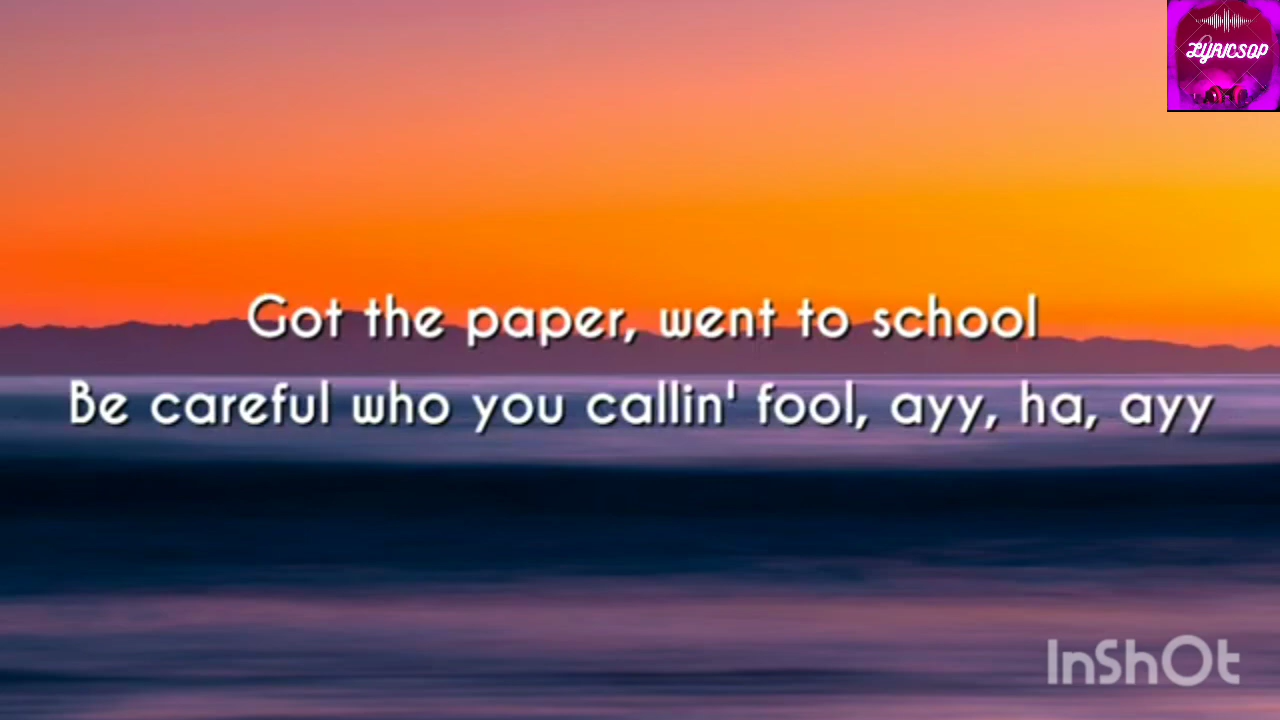 LYRICSOP
Got the paper, went to school
Be careful who you callin' fool, ayy, ha, ayy
InShOt